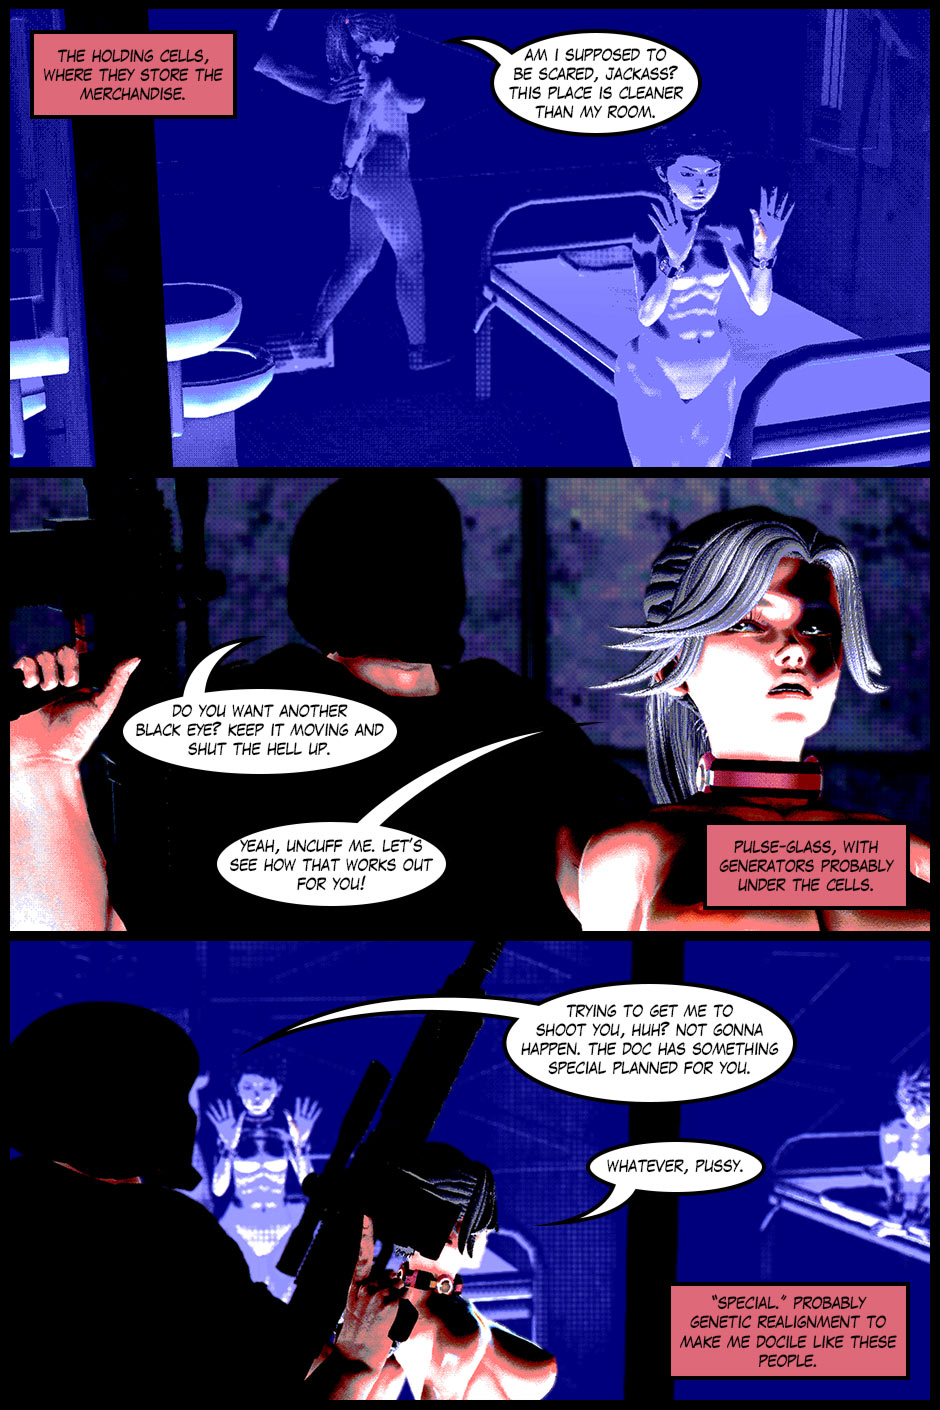 THE HOLDING CELLS,
WHERE THEY STORE THE
MERCHANDISE.
AM I SUPPOSED TO
BE SCARED, JACKASS?
THIS PLACE IS CLEANER
THAN MY ROOM.
DO YOU WANT ANOTHER
BLACK EYE? KEEP IT MOVING AND
SHUT THE HELL UP.
YEAH, UNCUFF ME. LET'S
SEE HOW THAT WORKS OUT
FOR YOU!
PULSE-GLASS, WITH
GENERATORS PROBABLY
UNDER THE CELLS.
TRYING TO GET ME TO
SHOOT YOU, HUH? NOT GONNA
HAPPEN. THE DOC HAS SOMETHING
SPECIAL PLANNED FOR YOU.
WHATEVER, PUSSY.
"SPECIAL." PROBABLY
GENETIC REALIGNMENT TO
MAKE ME DOCILE LIKE THESE
PEOPLE.